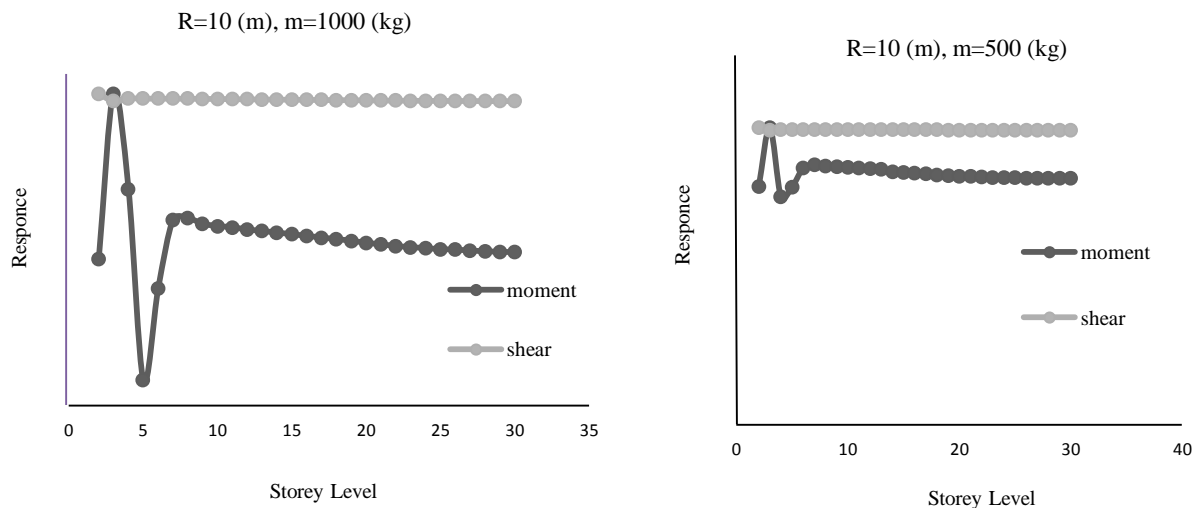 R=10 (m), m=1000 (kg)
Responce
moment
shear
0 5 10 15 20 25 30 35
Storey Level
R=10 (m), m=500 (kg)
Responce
moment
shear
0 10 20 30 40
Storey Level